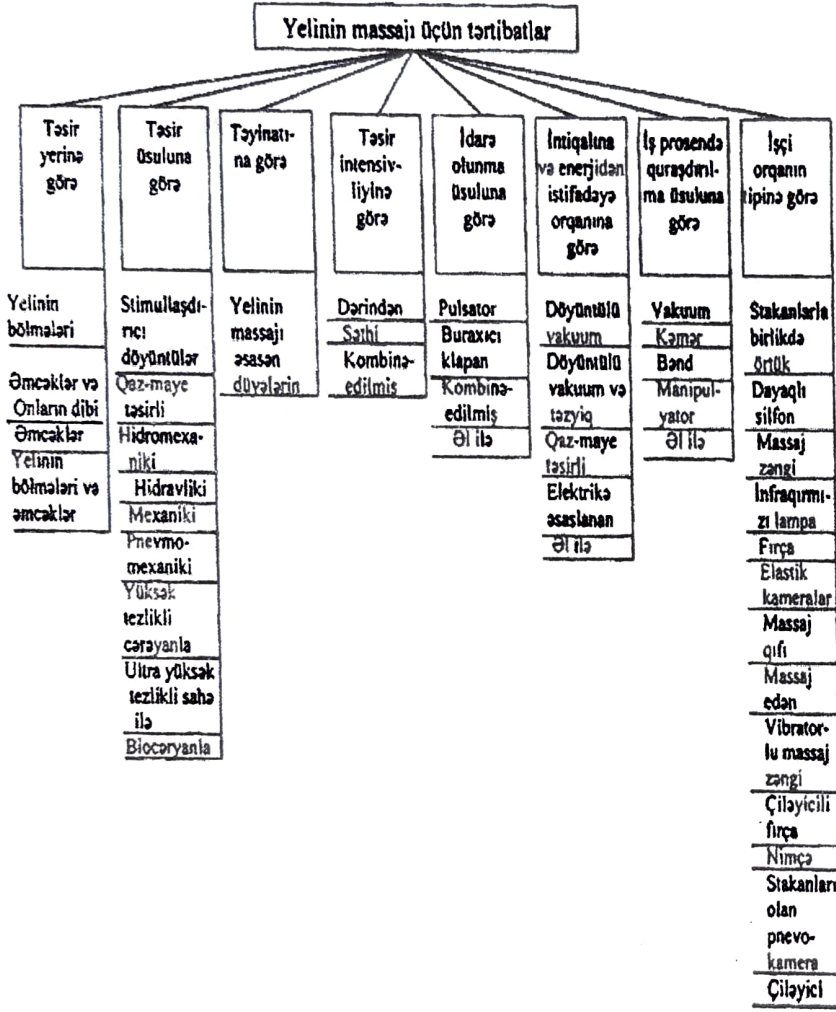 Yelinin massajı üçün tərtibatlar
Təsir
yerinə
görə
Yelinin
bölmələri
Əmcəklər və
Onların dibi
Əmcəklər
Yelinin
bölmələri və
əmcəklər
Təsir
üsuluna
görə
Stimullaşdı-
rıcı
döyüntülər
Qaz-maye
təsirli
Hidromexa-
niki
Hidravliki
Mexaniki
Pnevmo-
mexaniki
Yüksək
tezlikli
cərəyanla
Ultra yüksək
tezlikli sahə
ilə
Biocəryanla
Təyinatı-
na görə
Yelinin
massajı
əsasən
düyələrin
Təsir
intensiv-
liyinə
görə
Dərindən
Səthi
Kombinə-
edilmiş
İdarə
olunma
üsuluna
görə
Pulsator
Buraxıcı
klapan
Kombinə-
edilmiş
Əl ilə
İntiqalına
və enerjidən
istifadəyə
orqanına
görə
Döyüntülü
vakuum
Döyüntülü
vakuum və
təzyiq
Qaz-maye
təsirli
Elektrikə
əsaslanan
Əl ilə
İş prosendə
quraşdırıl-
ma üsuluna
görə
Vakuum
Kəmər
Bənd
Manipul-
yator
Əl ilə
İşçi
orqanın
tipinə görə
Stakanlarla
birlikdə
örtük
Dayaqlı
silfon
Massaj
zəngi
İnfraqırmı-
zı lampa
Fırça
Elastik
kameralar
Massaj
qıfı
Massaj
edən
Vibrator-
lu massaj
zəngi
Çiləyicili
fırça
Nimçə
Stakanları
olan
pnevo-
kamera
Çiləyici